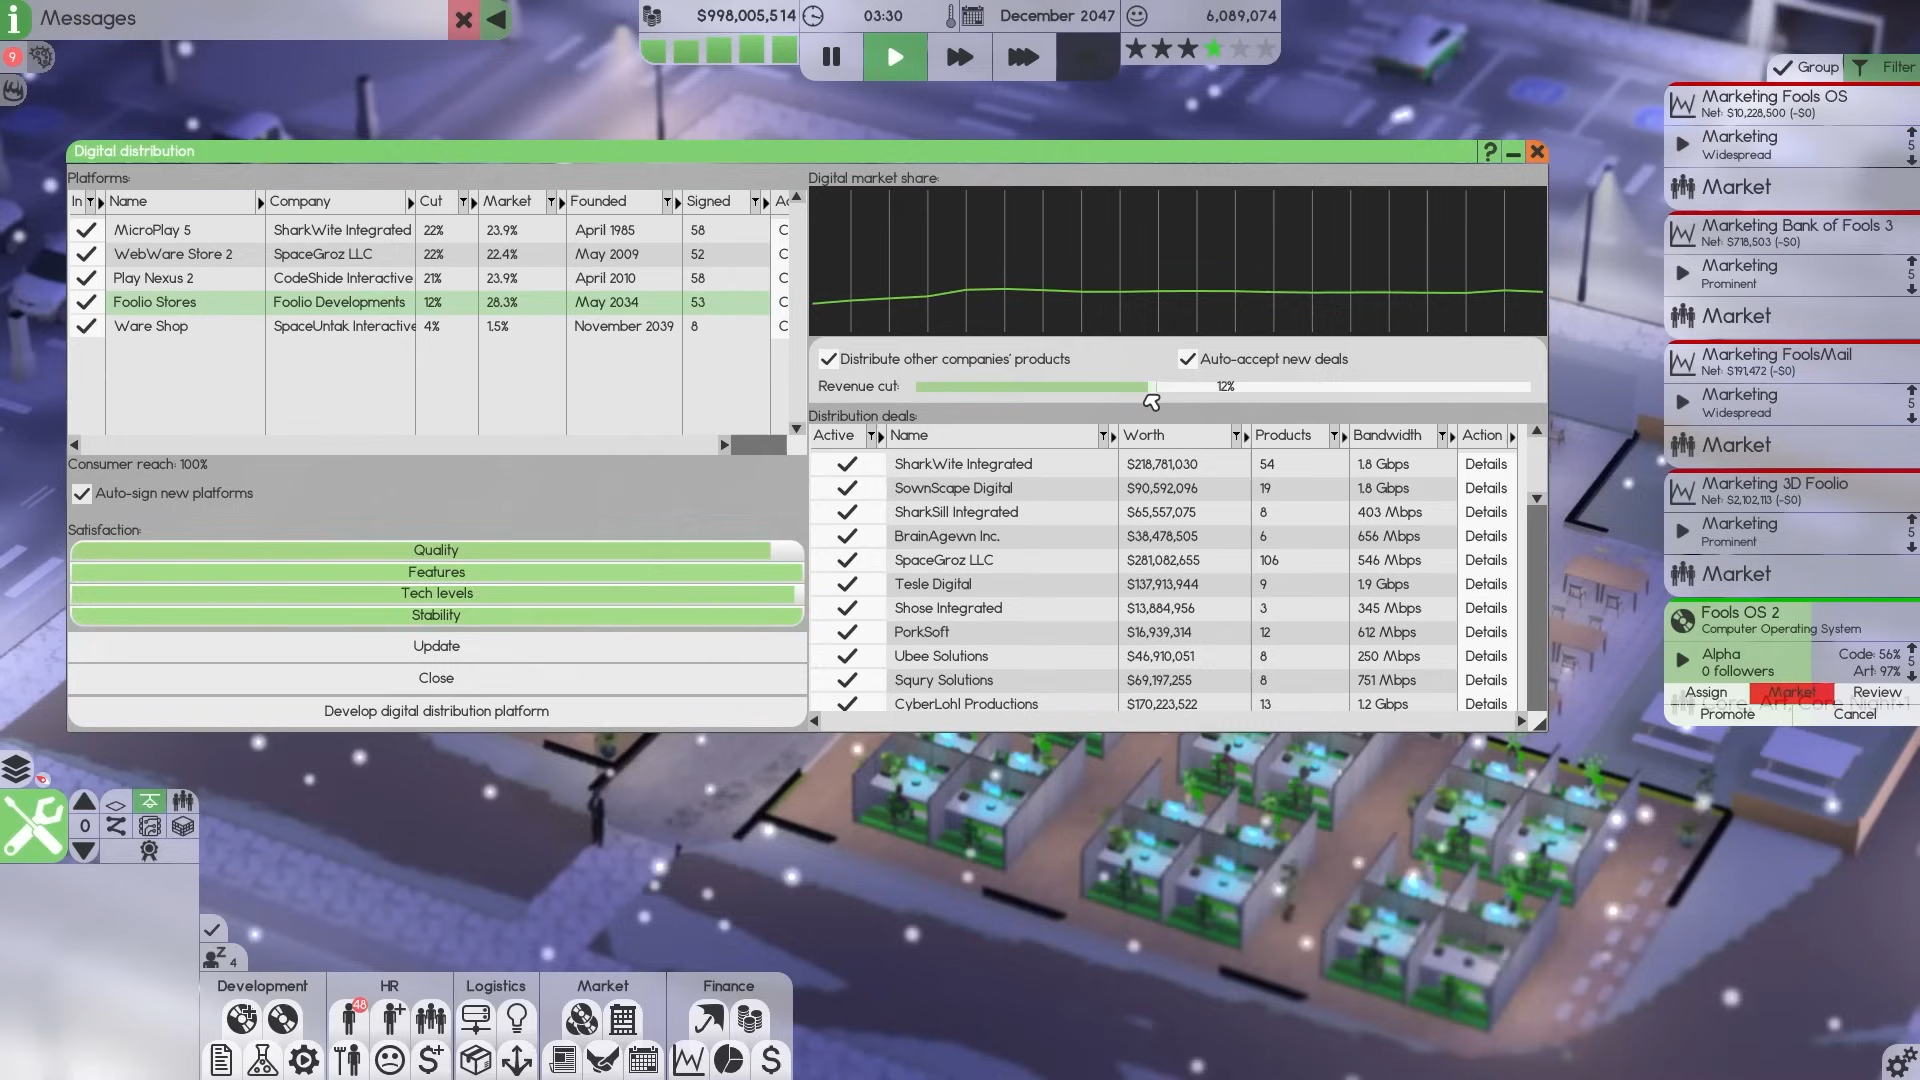 Messages
$998,005,514
03:30
December 2047
6,089,074
9
Group
Filter
Digital distribution
?
Platforms:
In Name Company Cut Market Founded Signed
MicroPlay 5 SharkWite Integrated 22% 23.9% April 1985 58
WebWare Store 2 SpaceGroz LLC 22% 22.4% May 2009 52
Play Nexus 2 CodeShide Interactive 21% 23.9% April 2010 58
Foolio Stores Foolio Developments 12% 28.3% May 2034 53
Ware Shop SpaceUntak Interactive 4% 1.5% November 2039 8
Consumer reach: 100%
Auto-sign new platforms
Satisfaction:
Quality
Features
Tech levels
Stability
Update
Close
Develop digital distribution platform
Digital market share:
Distribute other companies' products
Auto-accept new deals
Revenue cut: 12%
Distribution deals:
Active Name Worth Products Bandwidth Action
SharkWite Integrated $218,781,030 54 1.8 Gbps Details
SownScape Digital $90,592,096 19 1.8 Gbps Details
SharkSill Integrated $65,557,075 8 403 Mbps Details
BrainAgewn Inc. $38,478,505 6 656 Mbps Details
SpaceGroz LLC $281,082,655 106 546 Mbps Details
Tesle Digital $137,913,944 9 1.9 Gbps Details
Shose Integrated $13,884,956 3 345 Mbps Details
PorkSoft $16,939,314 12 612 Mbps Details
Ubee Solutions $46,910,051 8 250 Mbps Details
Squry Solutions $69,197,255 8 751 Mbps Details
CyberLohl Productions $170,223,522 13 1.2 Gbps Details
Marketing Fools OS
Net: $10,228,500 (-$0)
Marketing
Widespread
5
Market
Marketing Bank of Fools 3
Net: $718,503 (-$0)
Marketing
Prominent
5
Market
Marketing FoolsMail
Net: $191,472 (-$0)
Marketing
Widespread
5
Market
Marketing 3D Foolio
Net: $2,102,113 (-$0)
Marketing
Prominent
5
Market
Fools OS 2
Computer Operating System
Alpha
0 followers
Code: 56%
Art: 97%
5
Assign Market Review
Promote Cancel
0
4
Development HR Logistics Market Finance
48